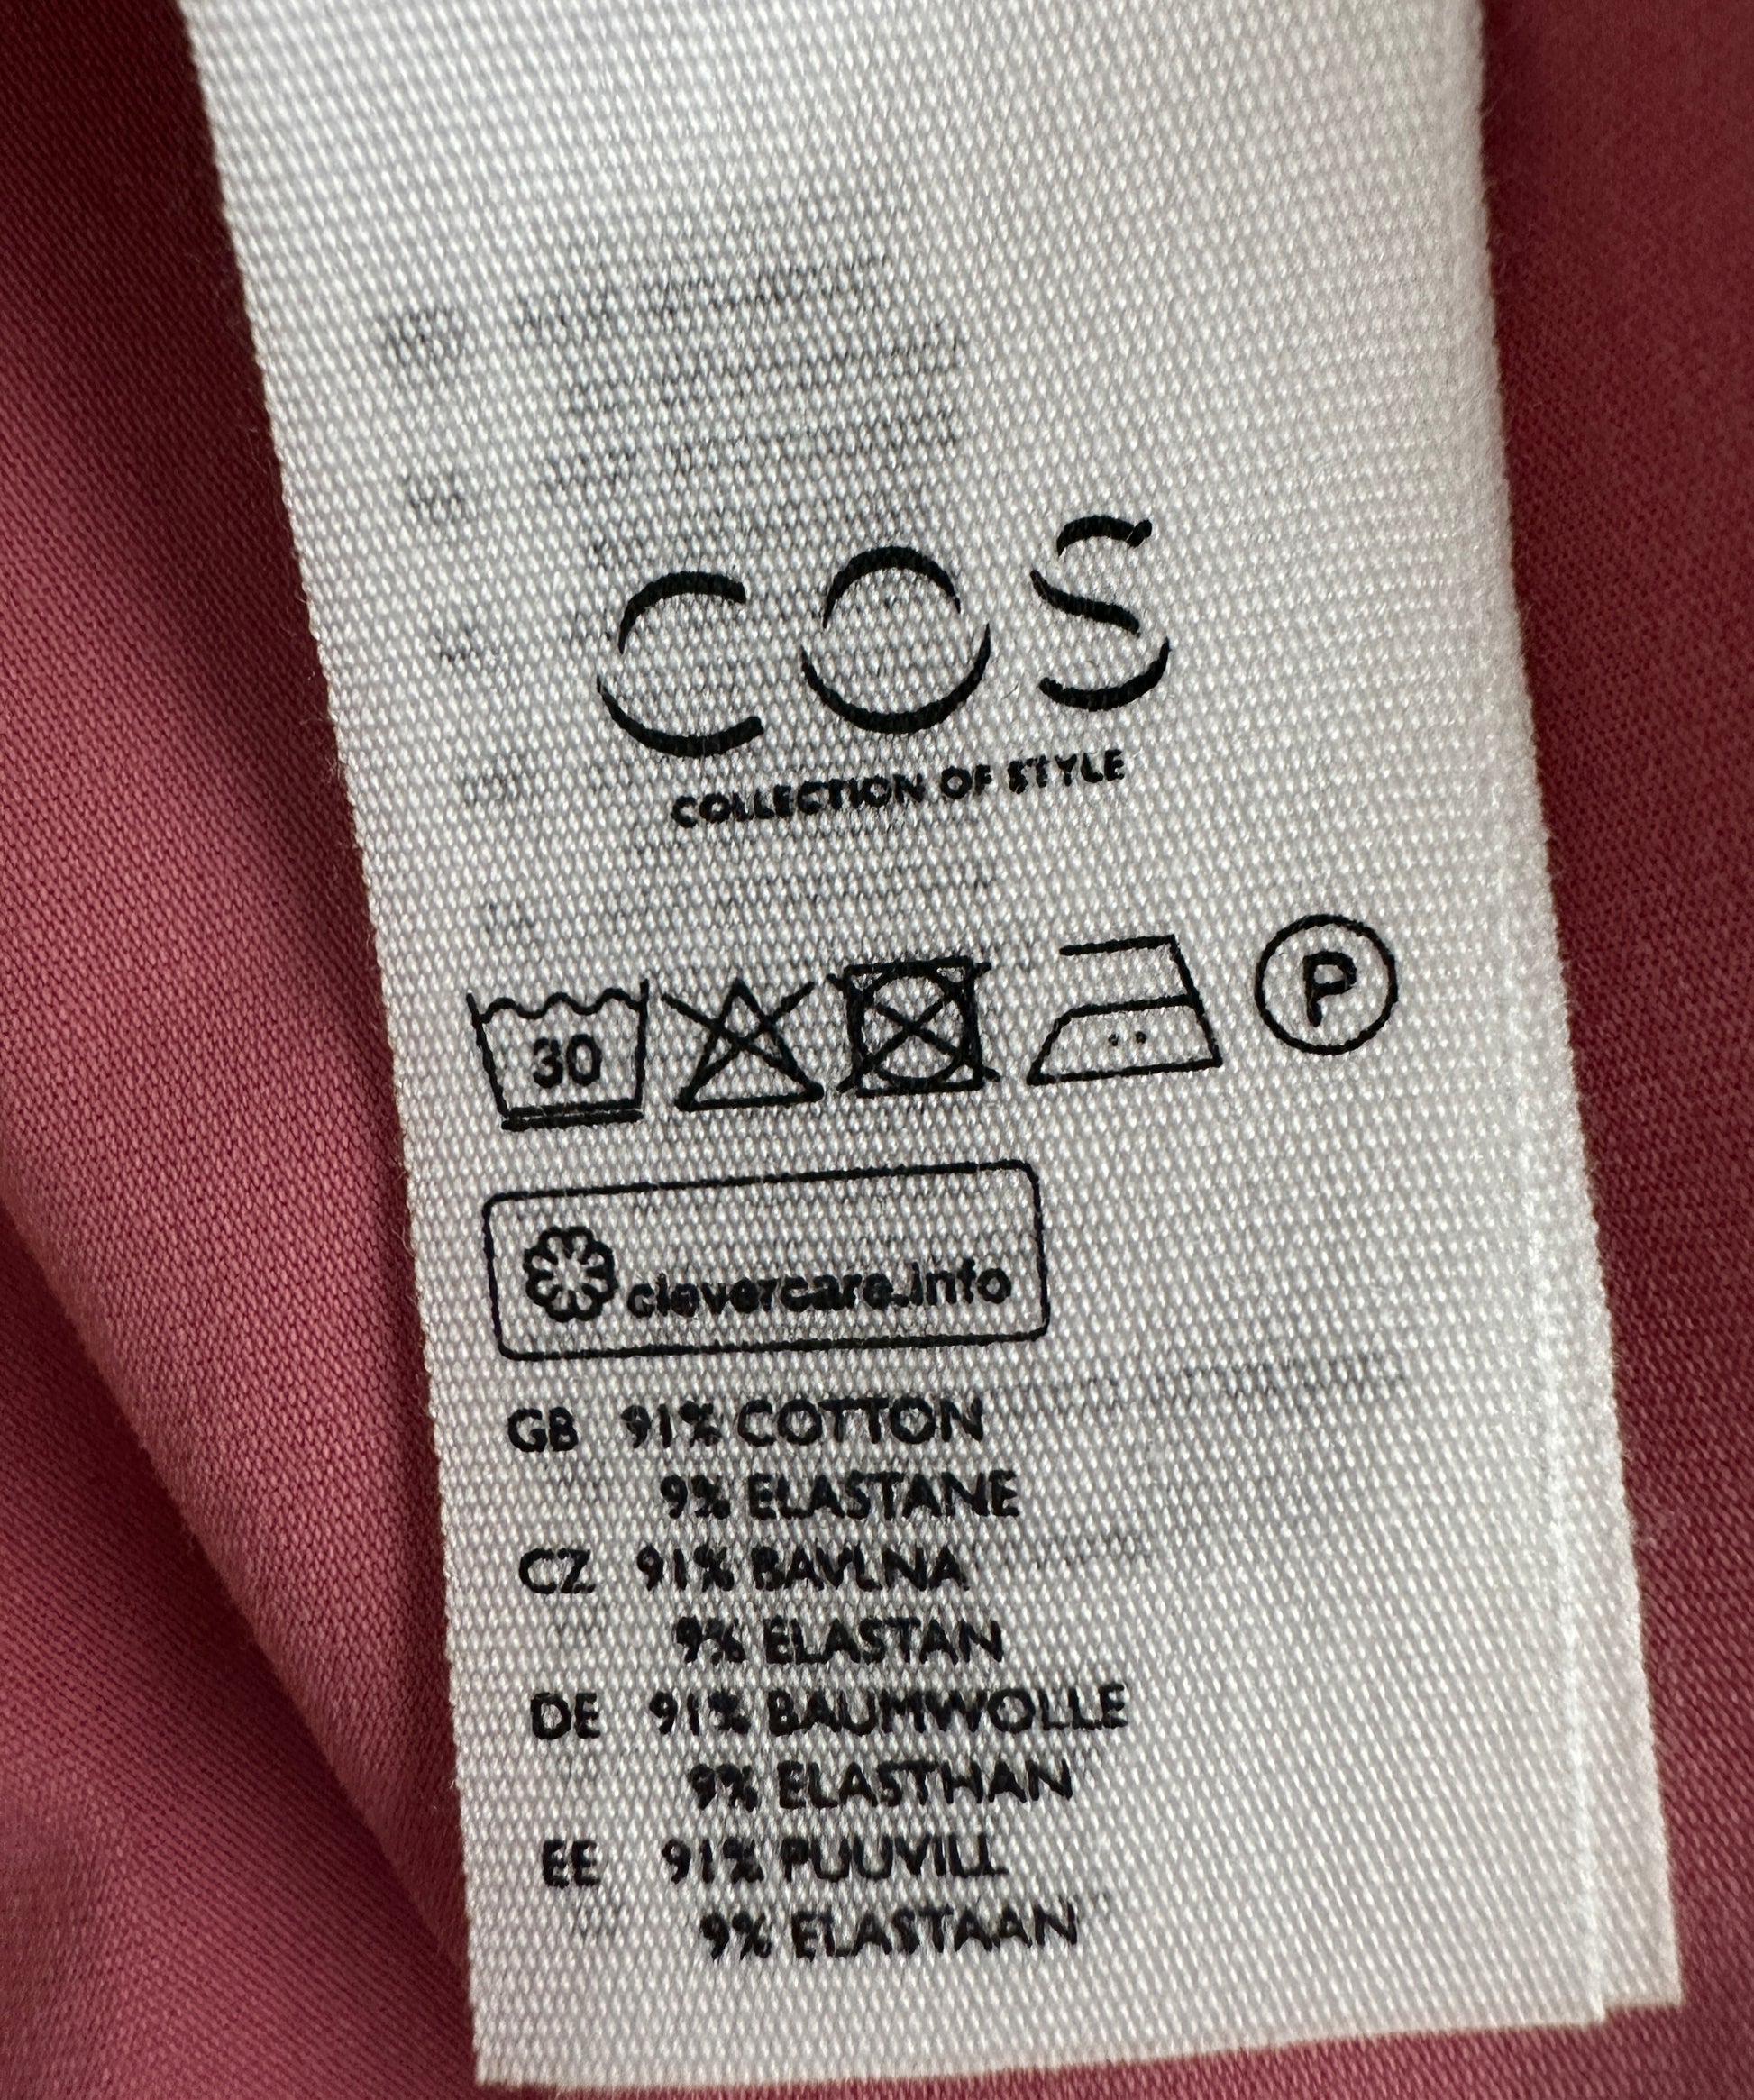 COS
COLLECTION OF STYLE
30
P
clevercare.info
GB 91% COTTON
9% ELASTANE
CZ 91% BAVLNA
9% ELASTAN
DE 91% BAUMWOLLE
9% ELASTHAN
EE 91% PUUVILL
9% ELASTAAN